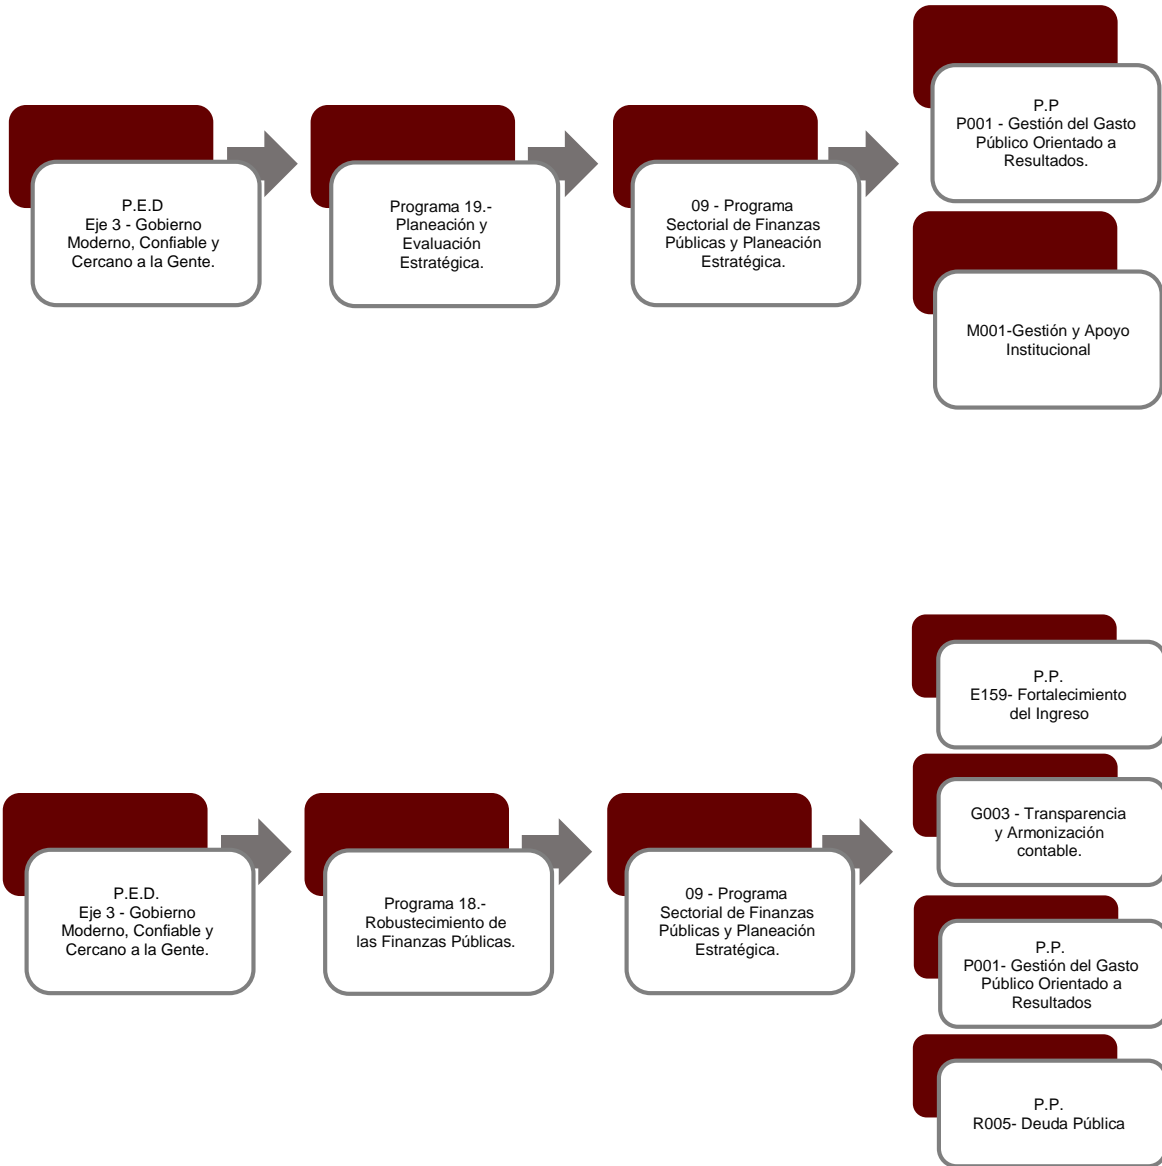 P.E.D
Eje 3 - Gobierno
Moderno, Confiable y
Cercano a la Gente.
Programa 19.-
Planeación y
Evaluación
Estratégica.
09 - Programa
Sectorial de Finanzas
Públicas y Planeación
Estratégica.
P.P
P001 - Gestión del Gasto
Público Orientado a
Resultados.
M001-Gestión y Apoyo
Institucional
P.E.D.
Eje 3 - Gobierno
Moderno, Confiable y
Cercano a la Gente.
Programa 18.-
Robustecimiento de
las Finanzas Públicas.
09 - Programa
Sectorial de Finanzas
Públicas y Planeación
Estratégica.
P.P.
E159- Fortalecimiento
del Ingreso
G003 - Transparencia
y Armonización
contable.
P.P.
P001- Gestión del Gasto
Público Orientado a
Resultados
P.P.
R005- Deuda Pública